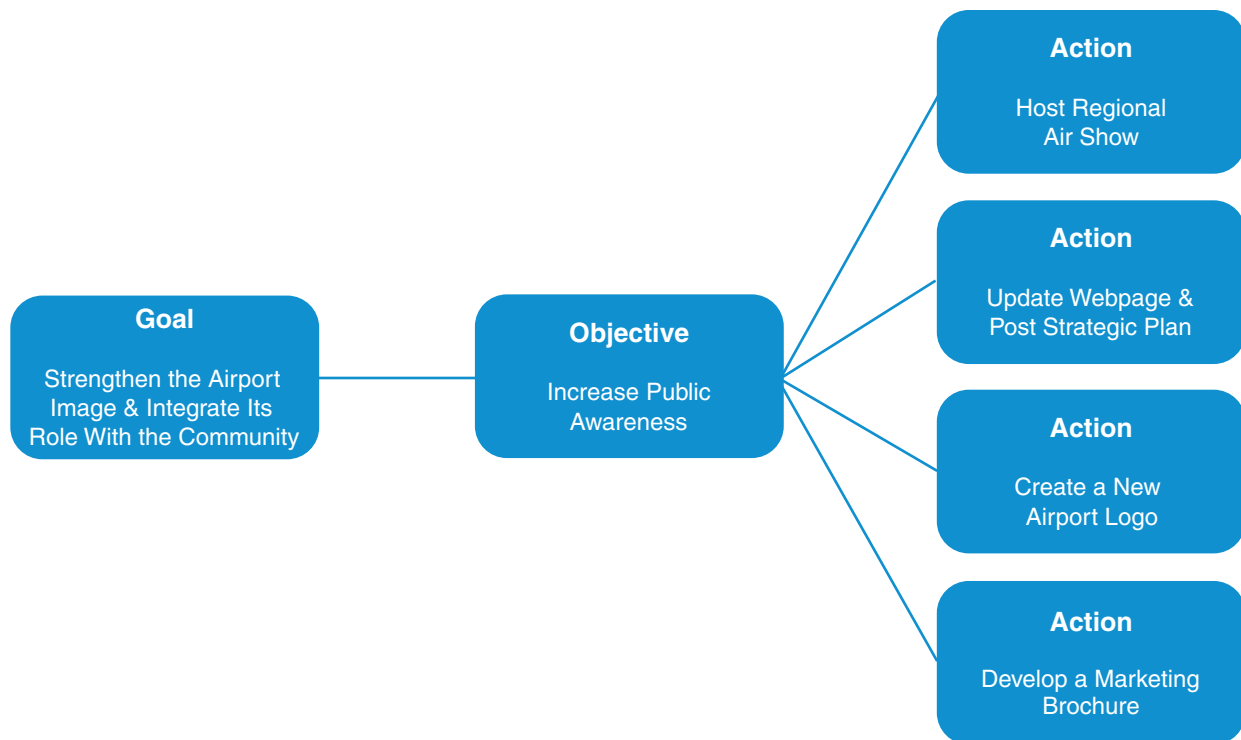 Goal
Strengthen the Airport
Image & Integrate Its
Role With the Community
Objective
Increase Public
Awareness
Action
Host Regional
Air Show
Action
Update Webpage &
Post Strategic Plan
Action
Create a New
Airport Logo
Action
Develop a Marketing
Brochure